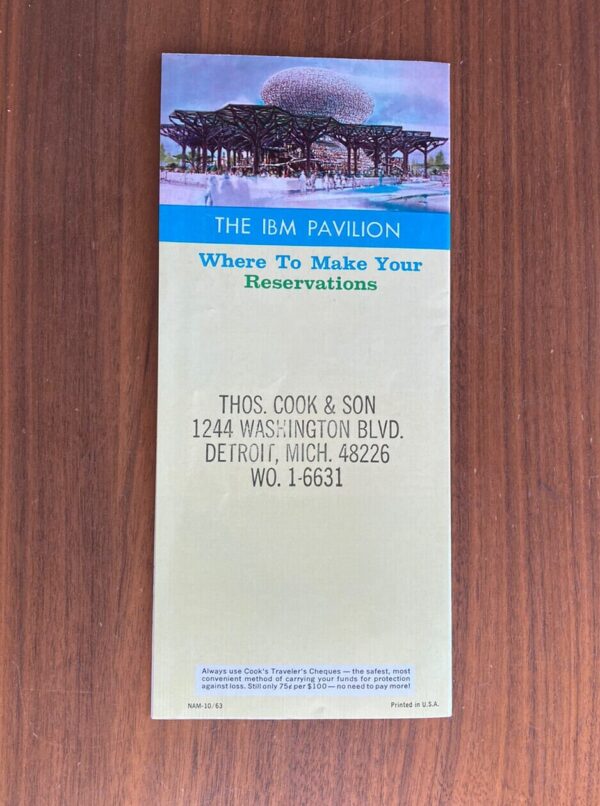 THE IBM PAVILION
Where To Make Your
Reservations
THOS. COOK & SON
1244 WASHINGTON BLVD.
DETROIT, MICH. 48226
WO. 1-6631
Always use Cook's Traveler's Cheques — the safest, most
convenient method of carrying your funds for protection
against loss. Still only 75¢ per $100 — no need to pay more!
NAM-10/63
Printed in U.S.A.